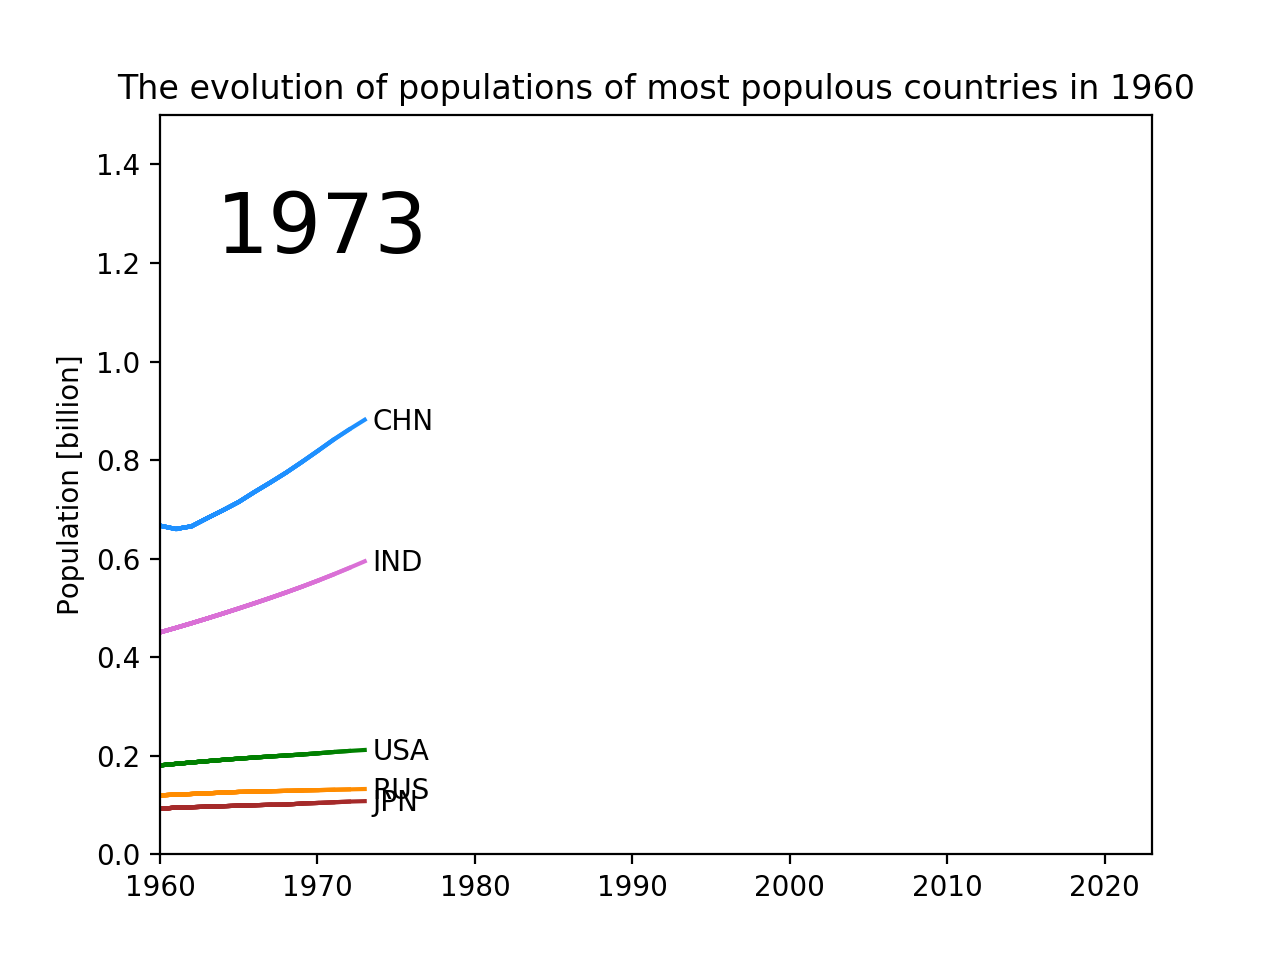 The evolution of populations of most populous countries in 1960
1.4
1973
1.2
1.0
Population [billion]
CHN
0.8
0.6
IND
0.4
USA
0.2
RUS
JPN
0.0
1960 1970 1980 1990 2000 2010 2020